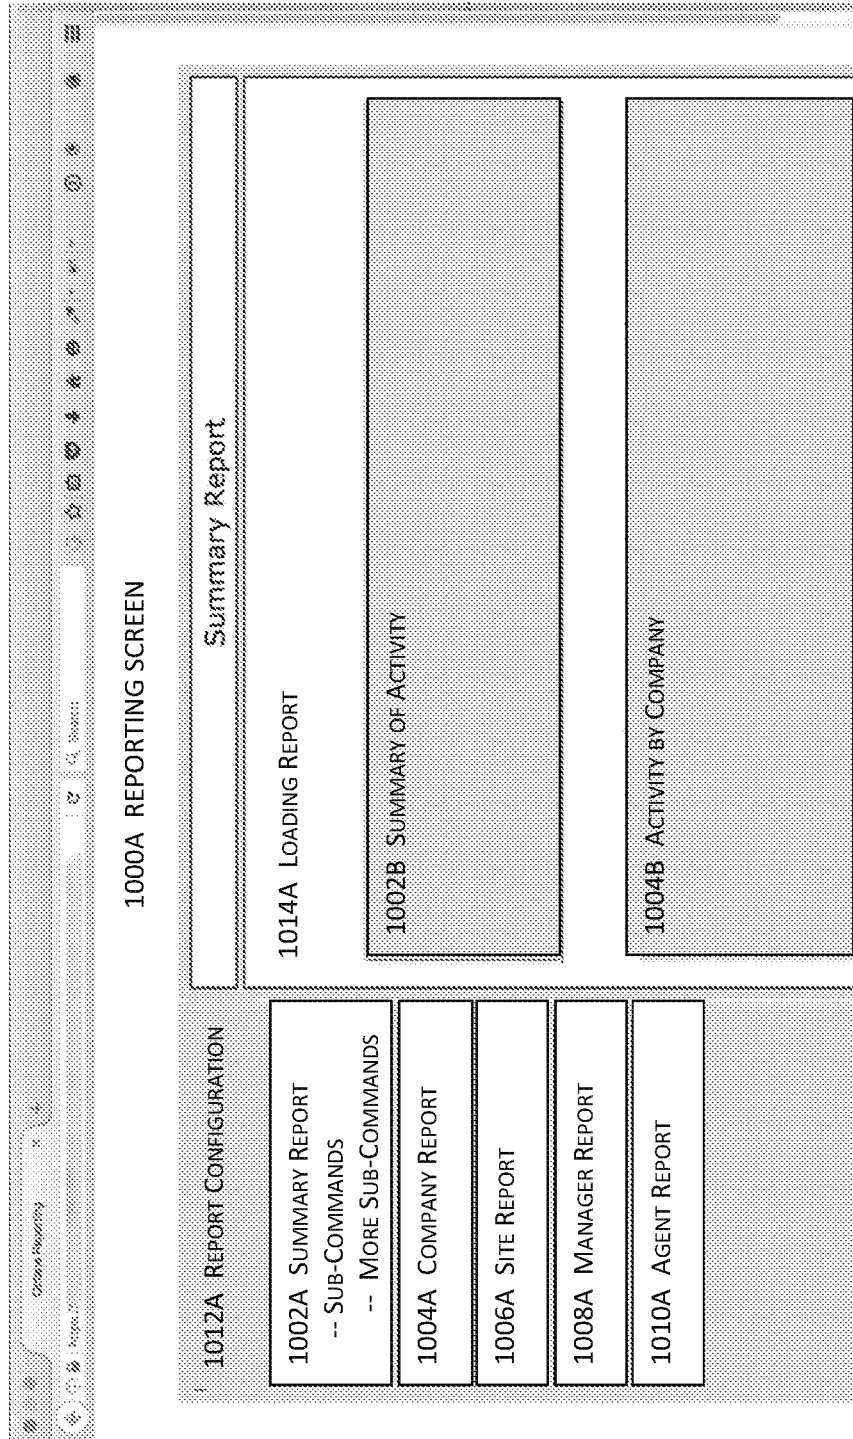 Search
1000A REPORTING SCREEN
1012A REPORT CONFIGURATION
1002A SUMMARY REPORT
-- SUB-COMMANDS
-- MORE SUB-COMMANDS
1004A COMPANY REPORT
1006A SITE REPORT
1008A MANAGER REPORT
1010A AGENT REPORT
Summary Report
1014A LOADING REPORT
1002B SUMMARY OF ACTIVITY
1004B ACTIVITY BY COMPANY